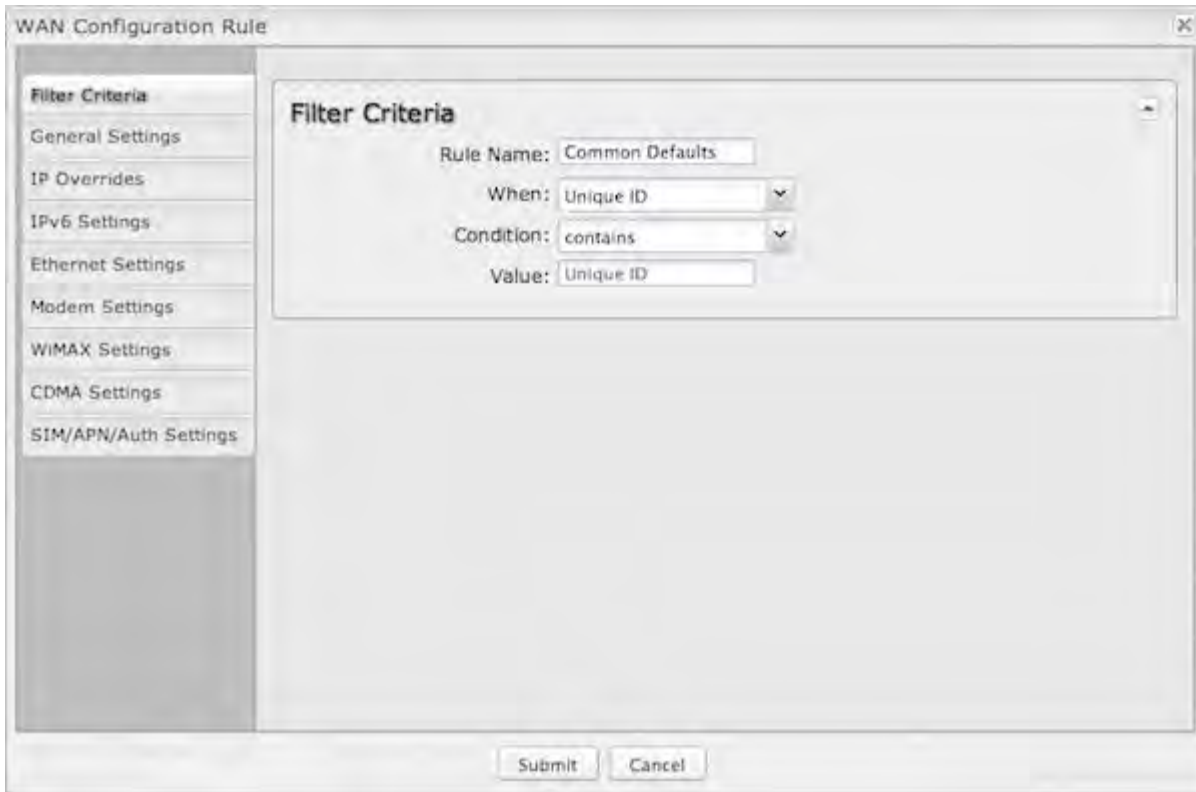 WAN Configuration Rule
Filter Criteria
General Settings
IP Overrides
IPv6 Settings
Ethernet Settings
Modem Settings
WiMAX Settings
CDMA Settings
SIM/APN/Auth Settings
Filter Criteria
Rule Name: Common Defaults
When: Unique ID
Condition: contains
Value: Unique ID
Submit Cancel